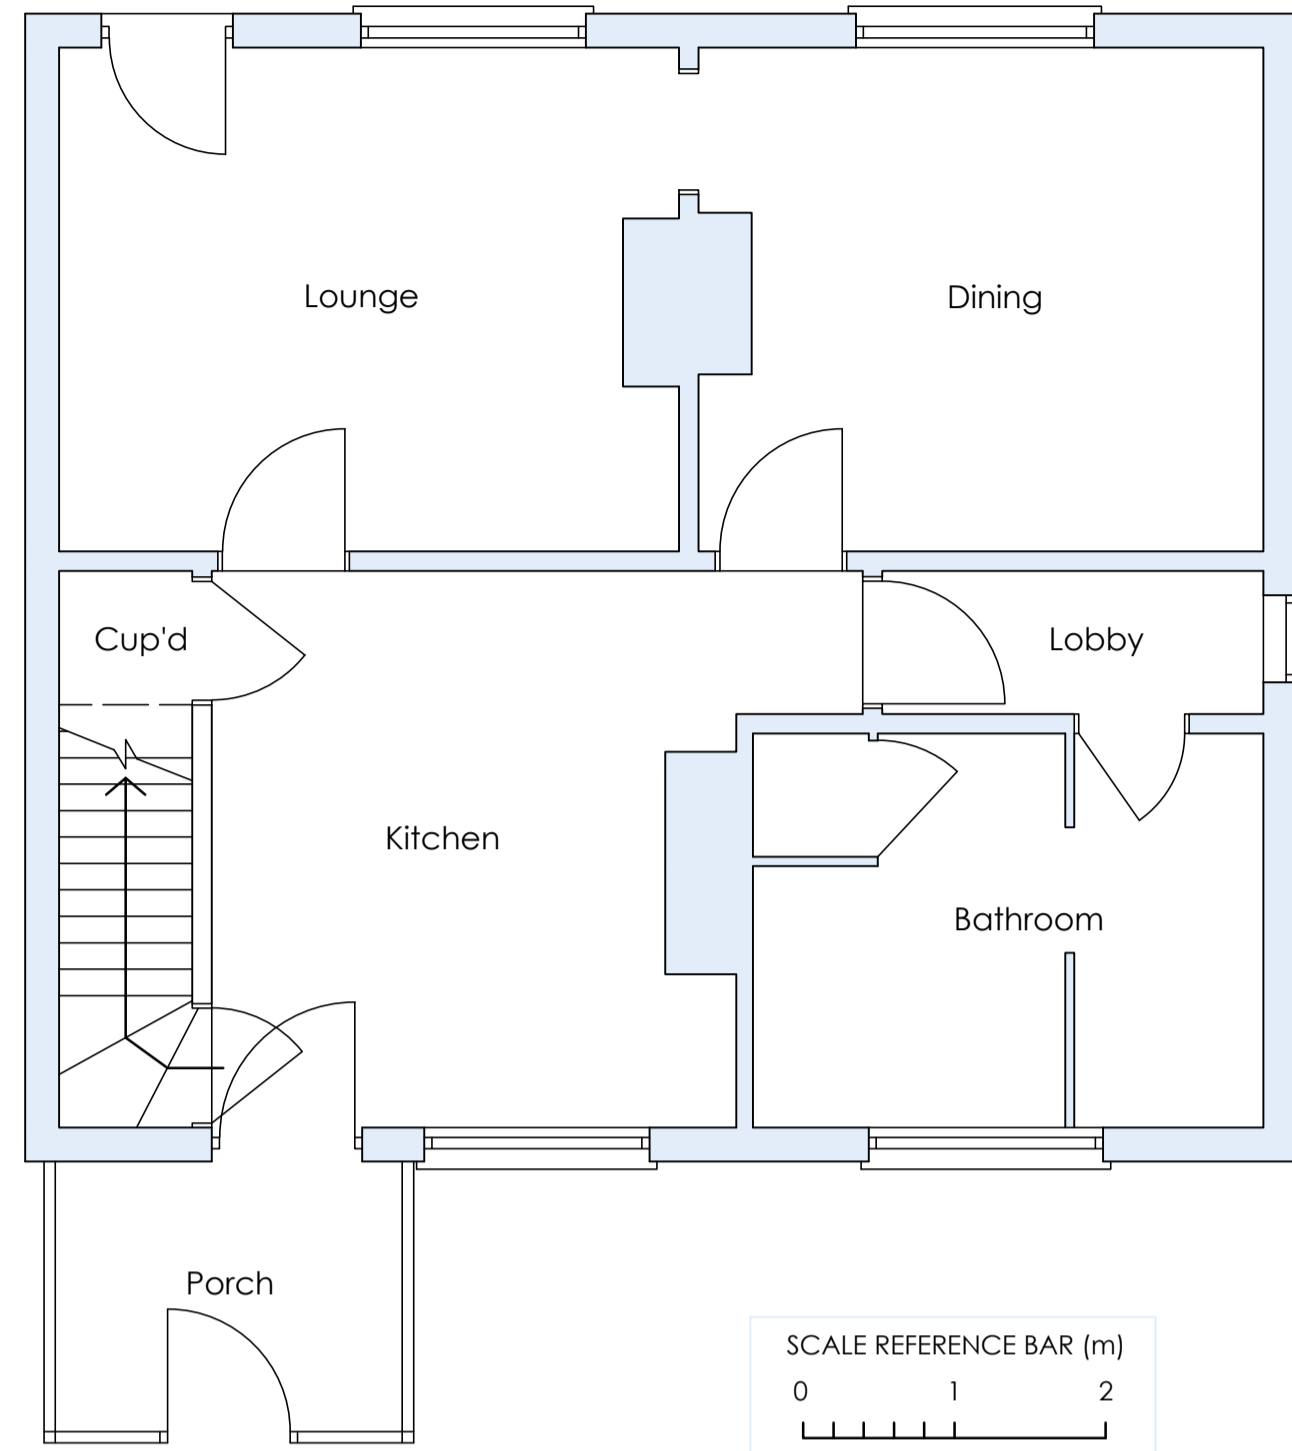 Lounge
Dining
Cup'd
Lobby
Kitchen
Bathroom
Porch
SCALE REFERENCE BAR (m)
0 1 2